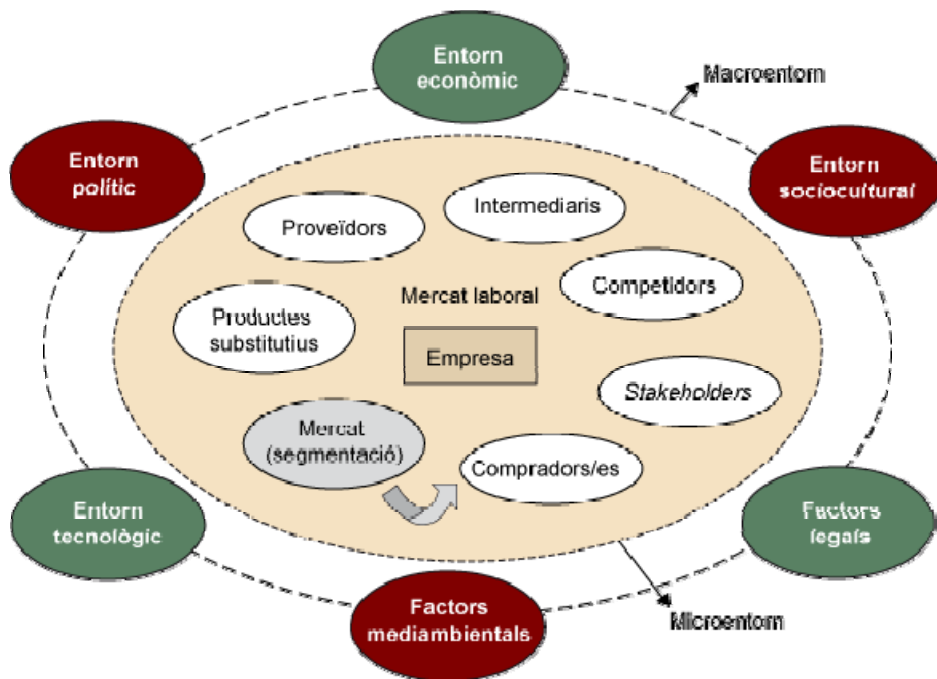 Entorn
econòmic
Macroentorn
Entorn
polític
Entorn
sociocultural
Intermediaris
Proveïdors
Competidors
Mercat laboral
Productes
substitutius
Empresa
Stakeholders
Mercat
(segmentació)
Compradors/es
Entorn
tecnològic
Factors
legals
Factors
mediambientals
Microentorn